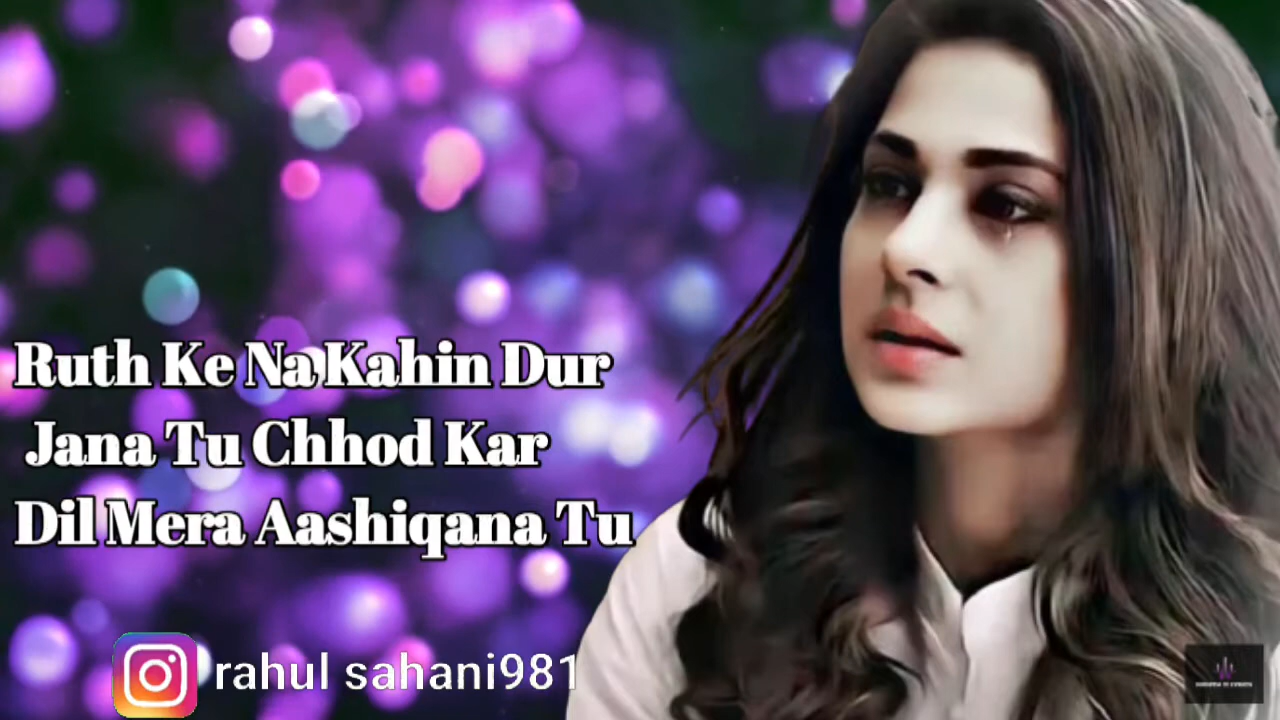 Ruth Ke Na Kahin Dur
Jana Tu Chhod Kar
Dil Mera Aashiqana Tu
rahul sahani981